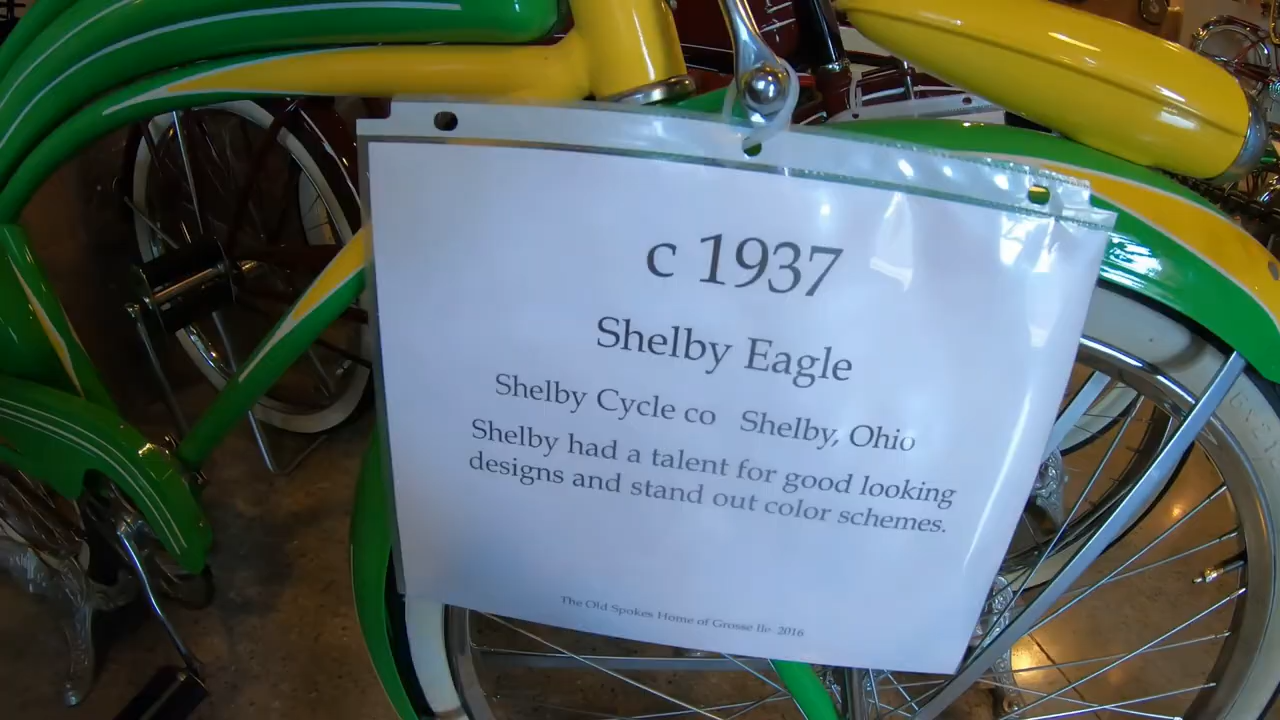 c 1937
Shelby Eagle
Shelby Cycle co Shelby, Ohio
Shelby had a talent for good looking
designs and stand out color schemes.
The Old Spokes Home of Grosse Ile 2016